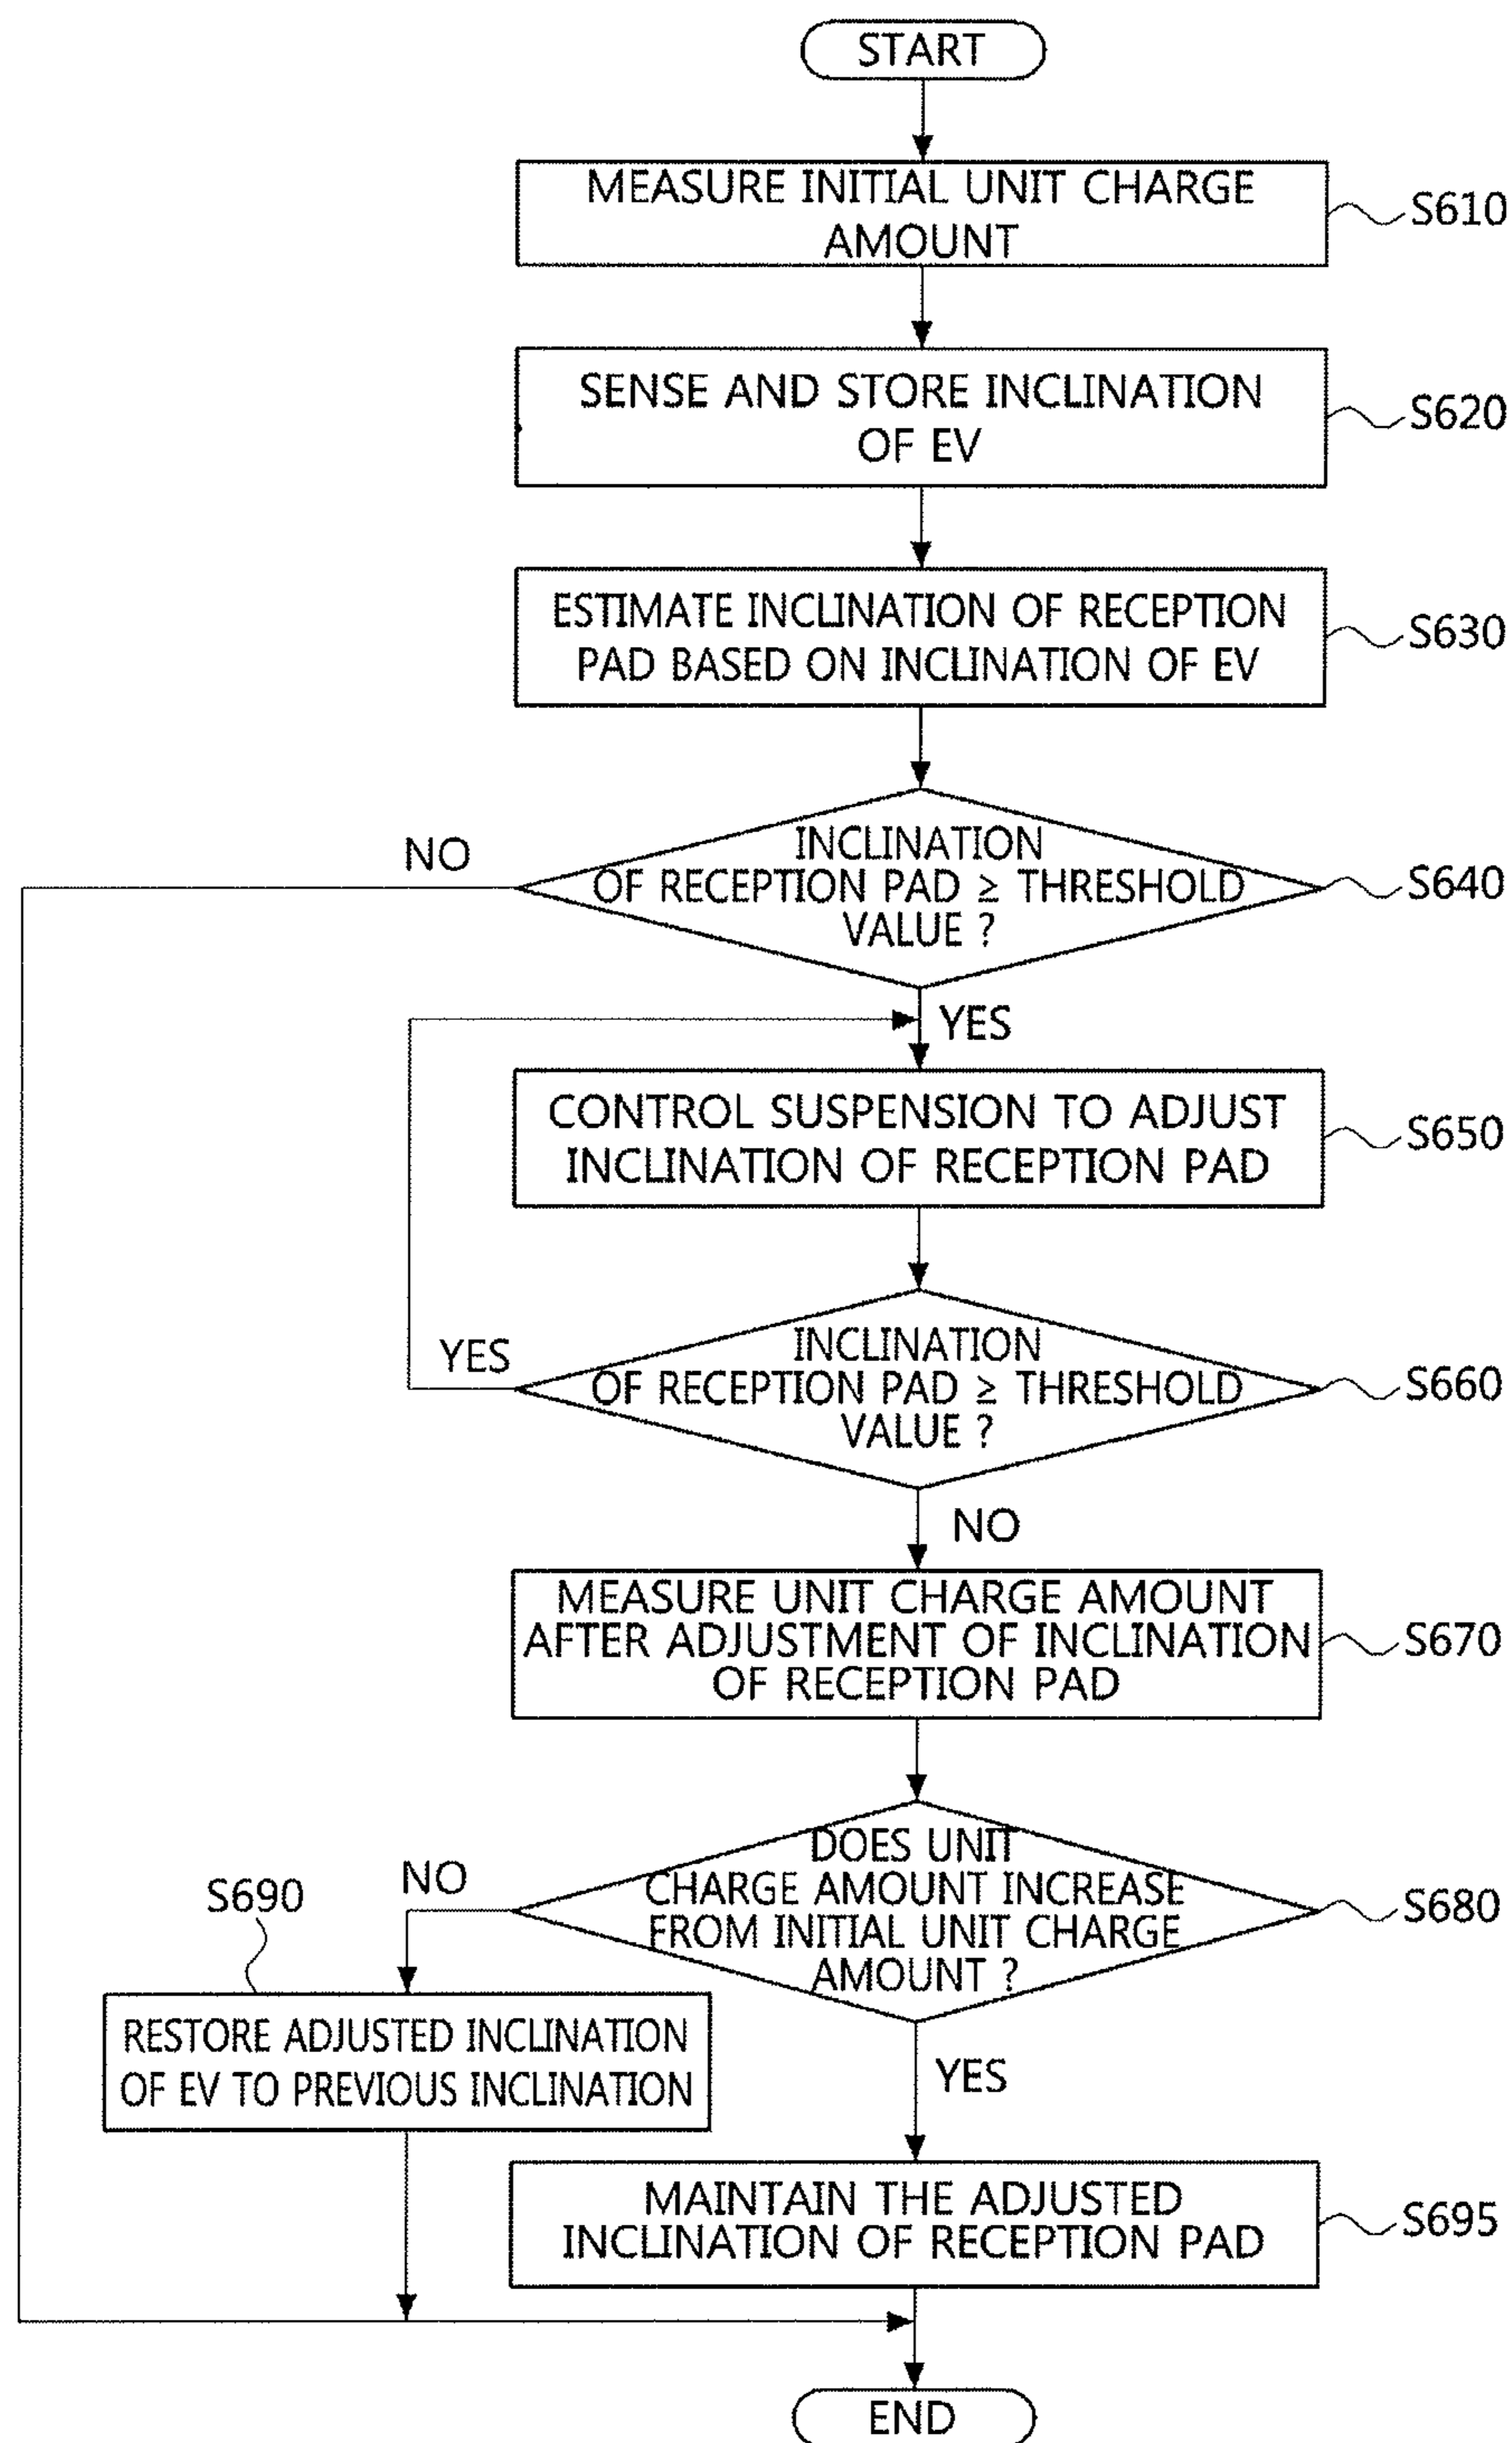 START
MEASURE INITIAL UNIT CHARGE
AMOUNT
S610
SENSE AND STORE INCLINATION
OF EV
S620
ESTIMATE INCLINATION OF RECEPTION
PAD BASED ON INCLINATION OF EV
S630
NO
INCLINATION
OF RECEPTION PAD ≥ THRESHOLD
VALUE ?
S640
YES
CONTROL SUSPENSION TO ADJUST
INCLINATION OF RECEPTION PAD
S650
YES
INCLINATION
OF RECEPTION PAD ≥ THRESHOLD
VALUE ?
S660
NO
MEASURE UNIT CHARGE AMOUNT
AFTER ADJUSTMENT OF INCLINATION
OF RECEPTION PAD
S670
DOES UNIT
CHARGE AMOUNT INCREASE
FROM INITIAL UNIT CHARGE
AMOUNT ?
S680
NO
S690
RESTORE ADJUSTED INCLINATION
OF EV TO PREVIOUS INCLINATION
YES
MAINTAIN THE ADJUSTED
INCLINATION OF RECEPTION PAD
S695
END